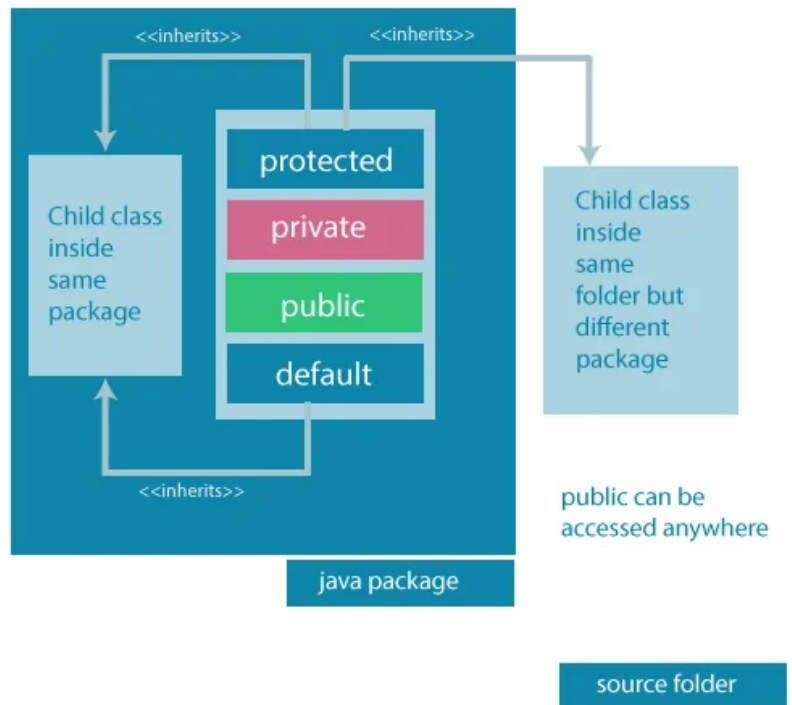 <<inherits>>
<<inherits>>
protected
private
public
default
Child class
inside
same
package
Child class
inside
same
folder but
different
package
<<inherits>>
public can be
accessed anywhere
java package
source folder